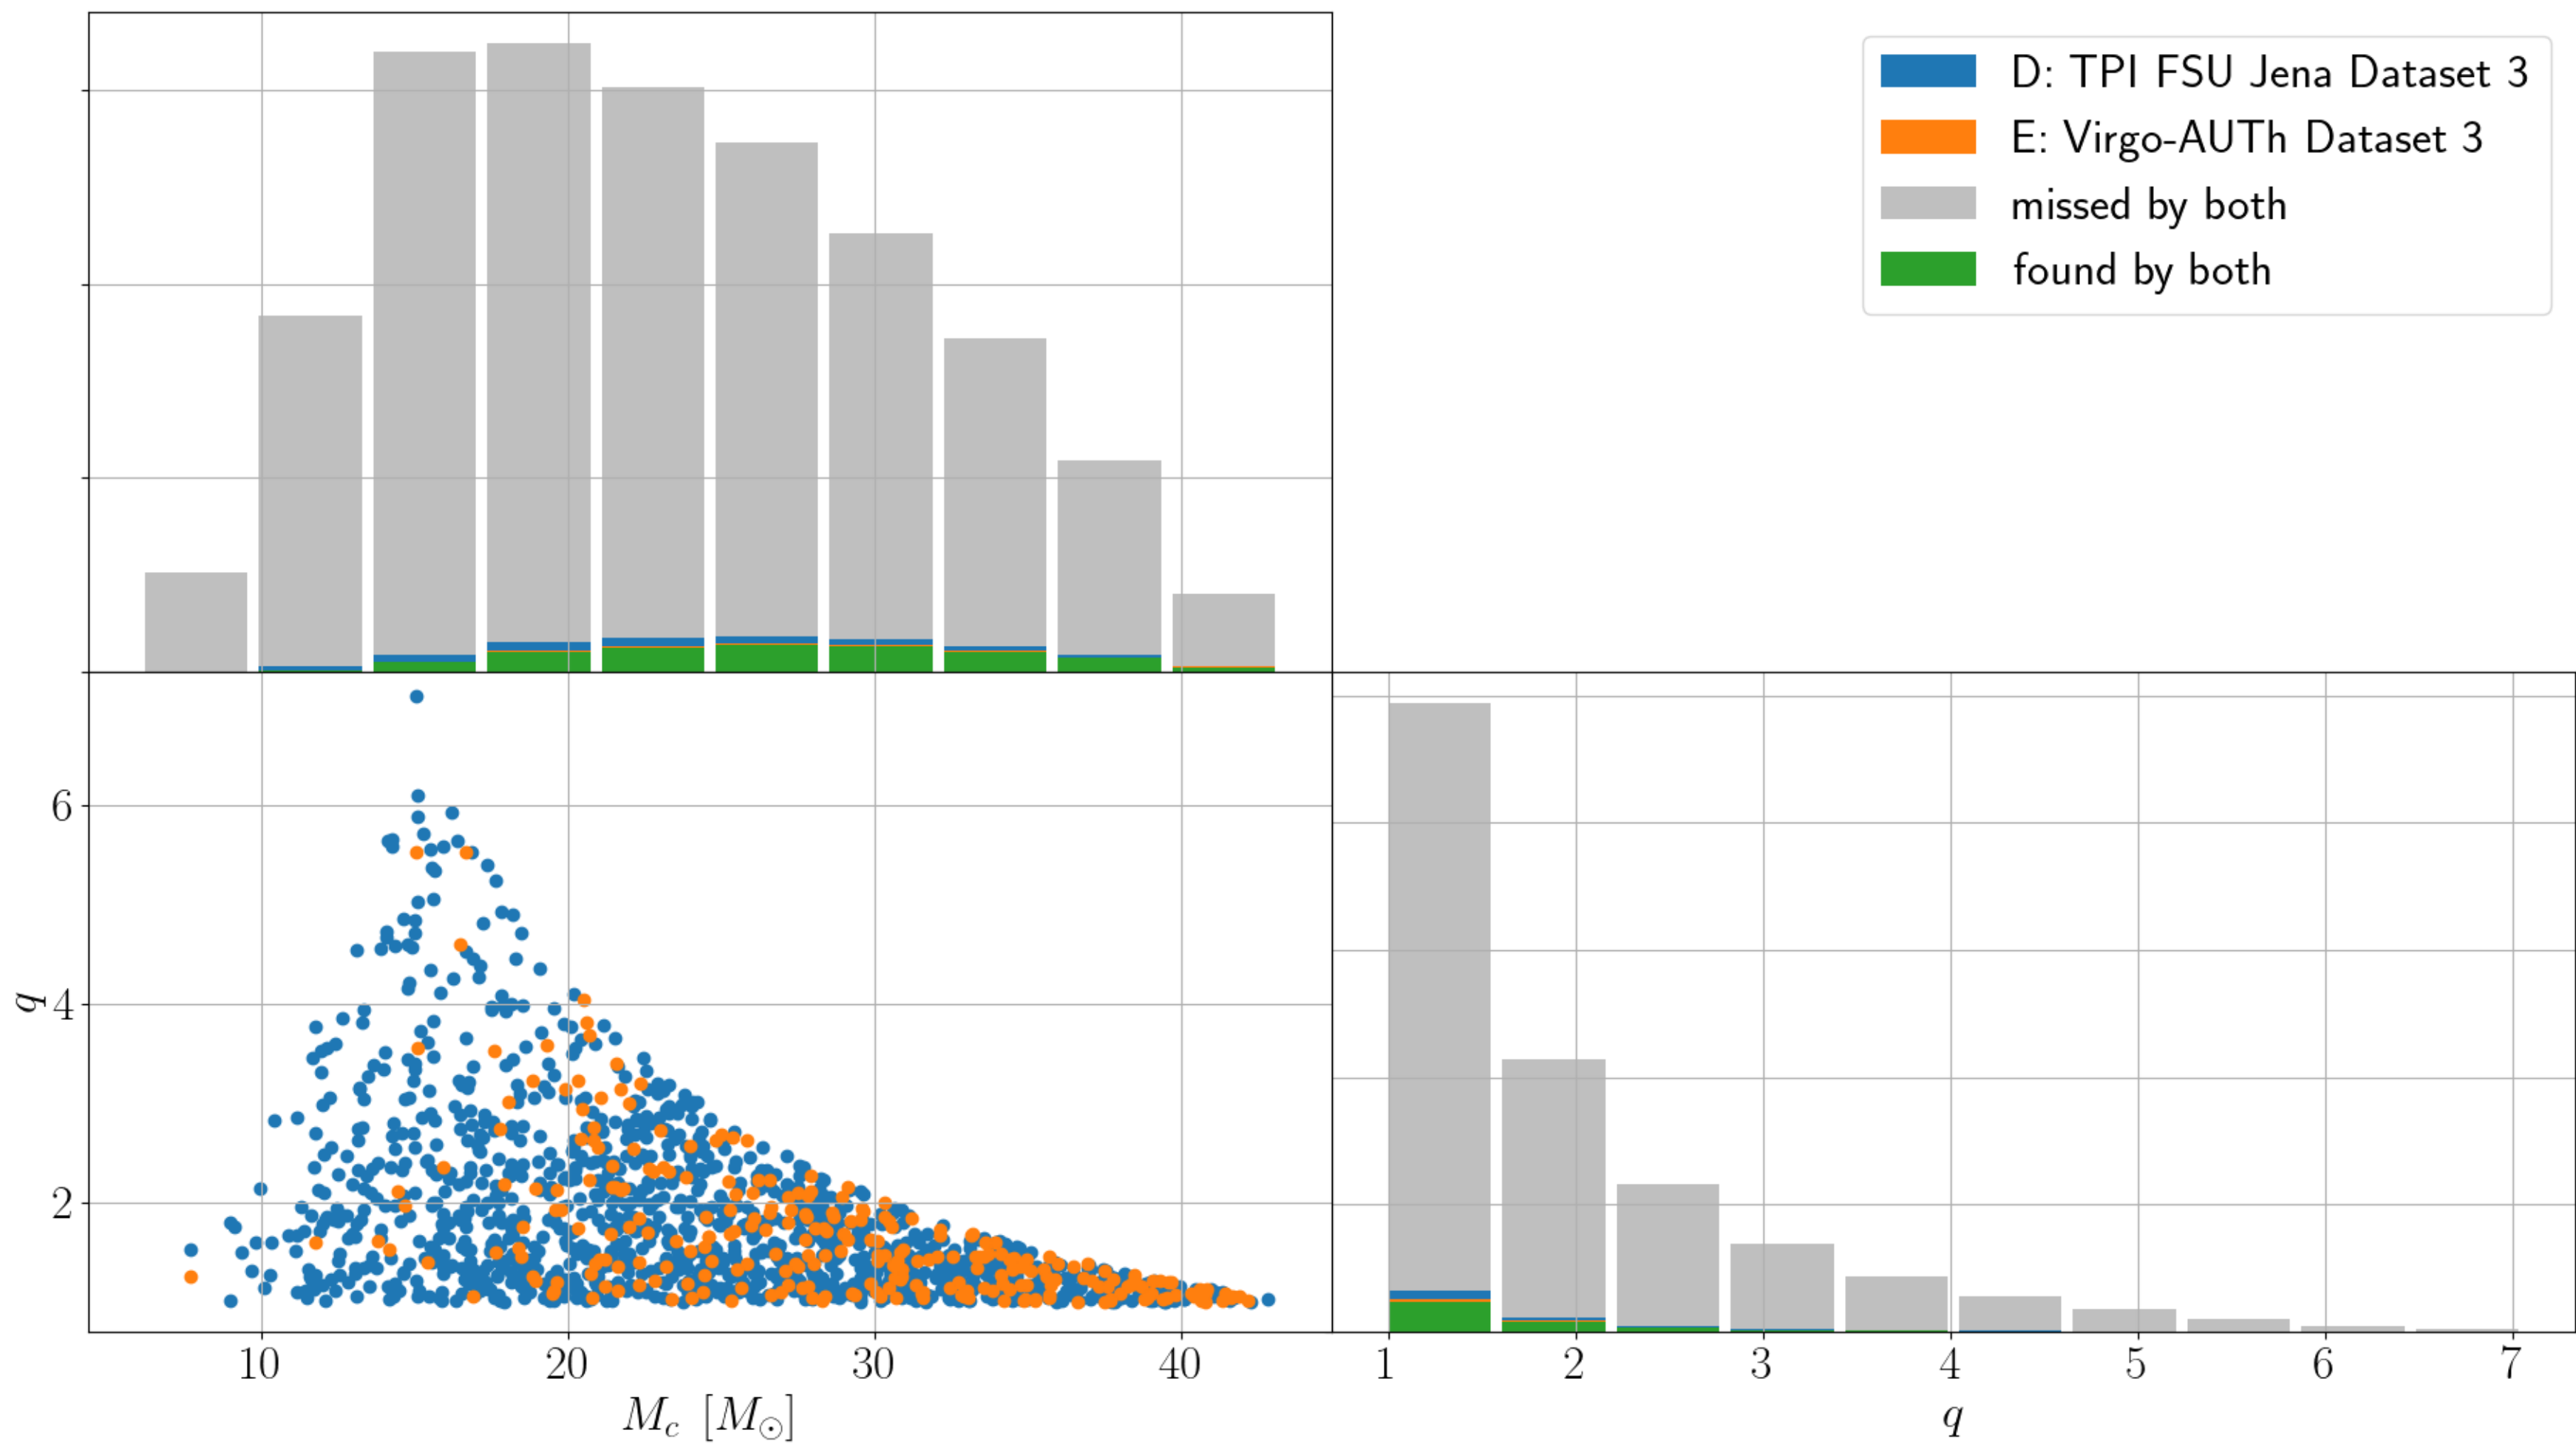 D: TPI FSU Jena Dataset 3
E: Virgo-AUTh Dataset 3
missed by both
found by both
6
4
2
q
10 20 30 40
M_c [M_⊙]
1 2 3 4 5 6 7
q